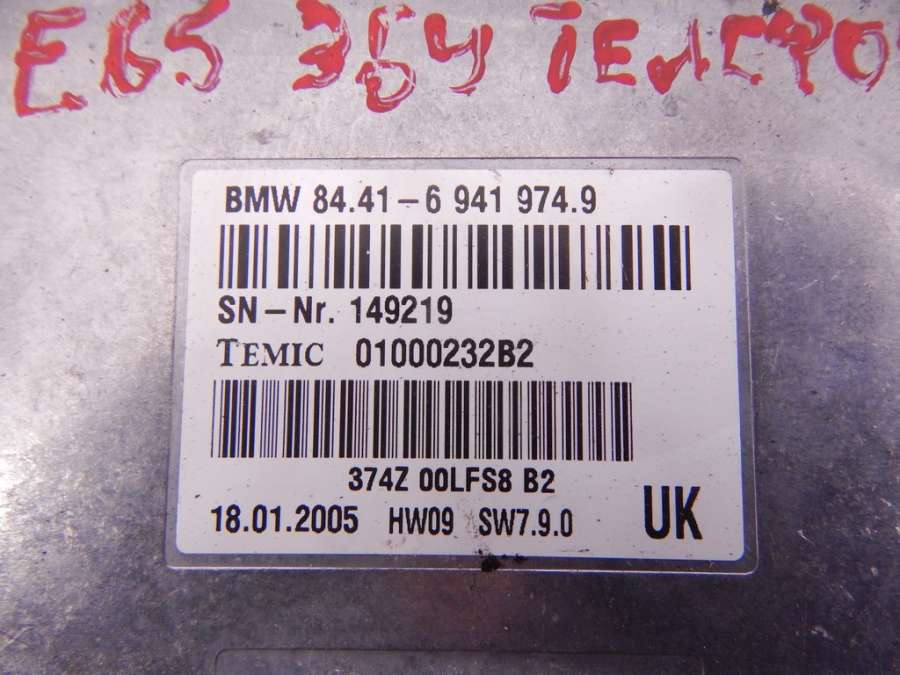 E65 ЭБУ ТЕЛЕФО
BMW 84.41-6 941 974.9
SN-Nr. 149219
TEMIC 01000232B2
374Z 00LFS8 B2
18.01.2005 HW09 SW7.9.0 UK